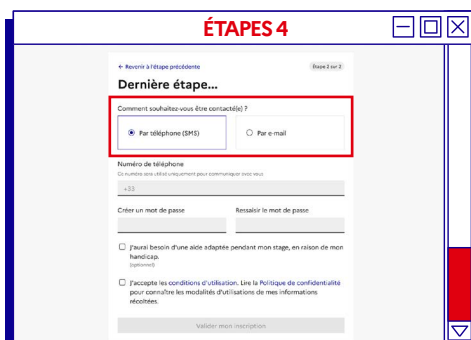 ÉTAPES 4
← Revenir à l'étape précédente
Étape 2 sur 2
Dernière étape...
Comment souhaitez-vous être contacté(e) ?
Par téléphone (SMS)
Par e-mail
Numéro de téléphone
Ce numéro sera utilisé uniquement pour communiquer avec vous
+33
Créer un mot de passe
Ressaisir le mot de passe
J'aurai besoin d'une aide adaptée pendant mon stage, en raison de mon
handicap.
(optionnel)
J'accepte les conditions d'utilisation. Lire la Politique de confidentialité
pour connaître les modalités d'utilisations de mes informations
récoltées.
Valider mon inscription